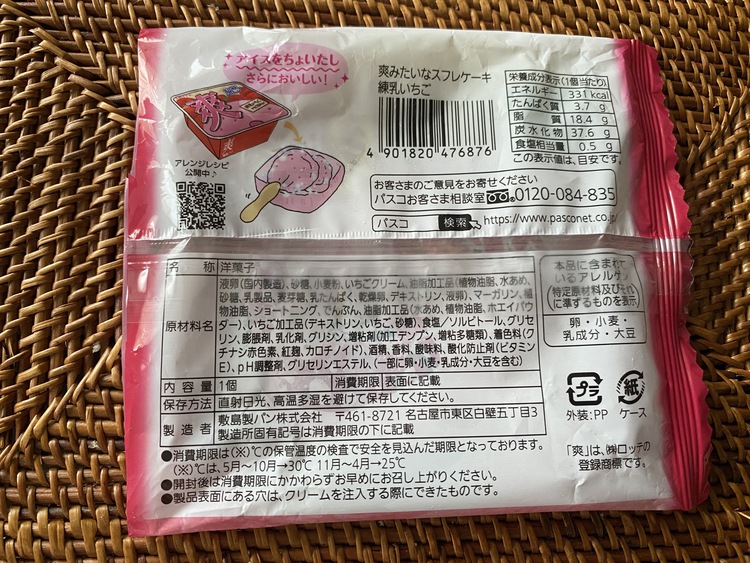 アイスをちょいたし
さらにおいしい!
爽
アレンジレシピ
公開中♪
爽みたいなスフレケーキ
練乳いちご
4 901820 476876
栄養成分表示(1個当たり)
エネルギー 331kcal
たんぱく質 3.7 g
脂質 18.4 g
炭水化物 37.6 g
食塩相当量 0.5 g
この表示値は、目安です。
お客さまのご意見をお寄せください
パスコお客さま相談室 0120-084-835
パスコ 検索 https://www.pasconet.co.jp
名称 洋菓子
原材料名 液卵(国内製造)、砂糖、小麦粉、いちごクリーム、油脂加工品(植物油脂、水あめ、
砂糖、乳製品、麦芽糖、乳たんぱく、乾燥卵、デキストリン、液卵)、マーガリン、植
物油脂、ショートニング、でんぷん、油脂加工品(水あめ、植物油脂、ホエイパウ
ダー)、いちご加工品(デキストリン、いちご、砂糖)、食塩/ソルビトール、グリセ
リン、膨脹剤、乳化剤、グリシン、増粘剤(加工デンプン、増粘多糖類)、着色料(ク
チナシ赤色素、紅麹、カロチノイド)、酒精、香料、酸味料、酸化防止剤(ビタミン
E)、pH調整剤、グリセリンエステル、(一部に卵・小麦・乳成分・大豆を含む)
内容量 1個 消費期限 表面に記載
保存方法 直射日光、高温多湿を避けて保存してください。
製造者 敷島製パン株式会社 〒461-8721 名古屋市東区白壁五丁目3
製造所固有記号は消費期限の下に記載
●消費期限は(※)℃の保管温度の検査で安全を見込んだ期限となっております。
(※)℃は、5月〜10月→30℃ 11月〜4月→25℃
●開封後は消費期限にかかわらずお早めにお召し上がりください。
●製品表面にある穴は、クリームを注入する際にできたものです。
本品に含まれて
いるアレルゲン
特定原材料及びそれ
に準ずるものを表示
卵・小麦・
乳成分・大豆
プラ
外装:PP
紙
ケース
「爽」は、㈱ロッテの
登録商標です。